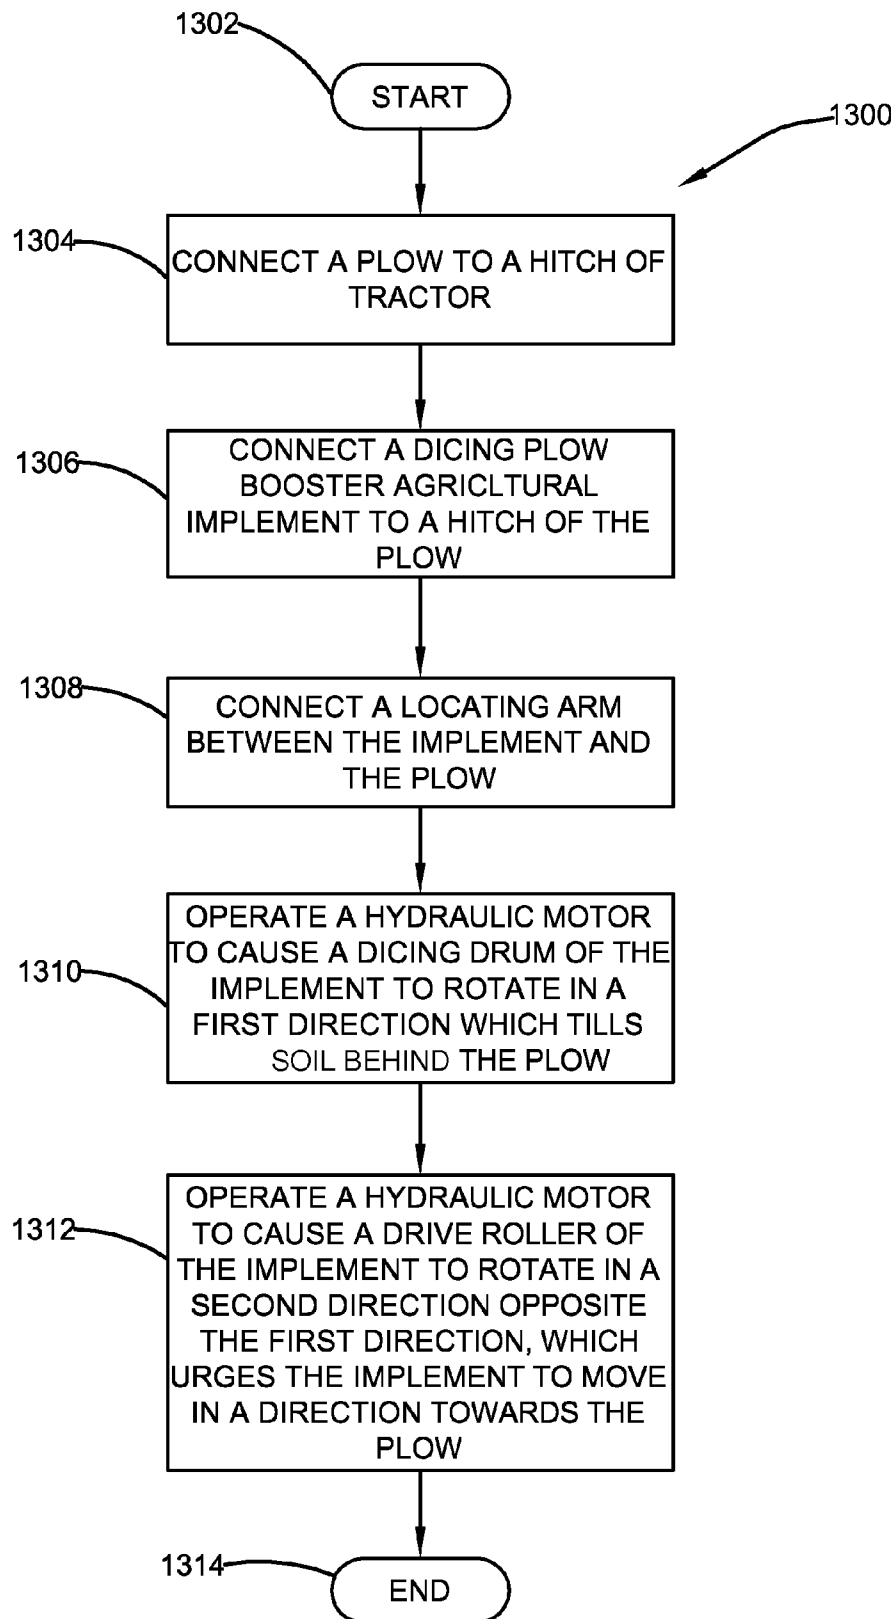 1302
START
1300
1304
CONNECT A PLOW TO A HITCH OF
TRACTOR
1306
CONNECT A DICING PLOW
BOOSTER AGRICLTURAL
IMPLEMENT TO A HITCH OF THE
PLOW
1308
CONNECT A LOCATING ARM
BETWEEN THE IMPLEMENT AND
THE PLOW
1310
OPERATE A HYDRAULIC MOTOR
TO CAUSE A DICING DRUM OF THE
IMPLEMENT TO ROTATE IN A
FIRST DIRECTION WHICH TILLS
SOIL BEHIND THE PLOW
1312
OPERATE A HYDRAULIC MOTOR
TO CAUSE A DRIVE ROLLER OF
THE IMPLEMENT TO ROTATE IN A
SECOND DIRECTION OPPOSITE
THE FIRST DIRECTION, WHICH
URGES THE IMPLEMENT TO MOVE
IN A DIRECTION TOWARDS THE
PLOW
1314
END